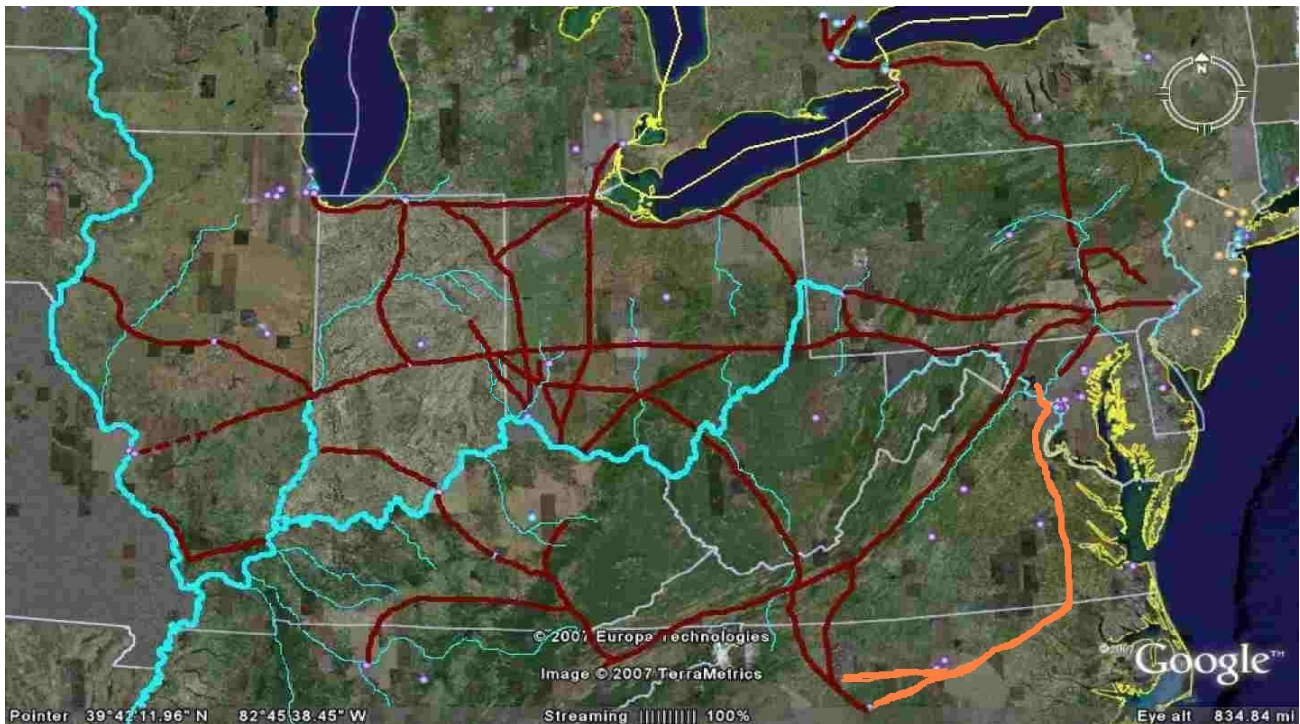 N
© 2007 Europa Technologies
Image © 2007 TerraMetrics
©2007 Google™
Pointer 39°42'11.96" N 82°45'38.45" W Streaming |||||||||| 100% Eye alt 834.84 mi